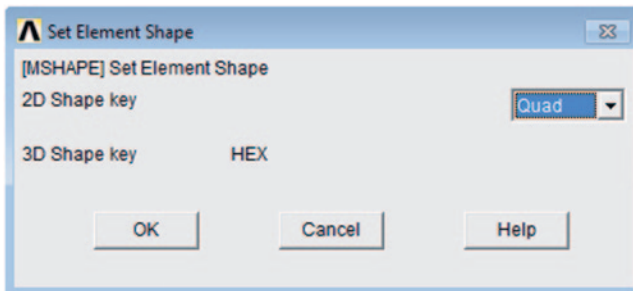 Set Element Shape
[MSHAPE] Set Element Shape
2D Shape key Quad
3D Shape key HEX
OK Cancel Help